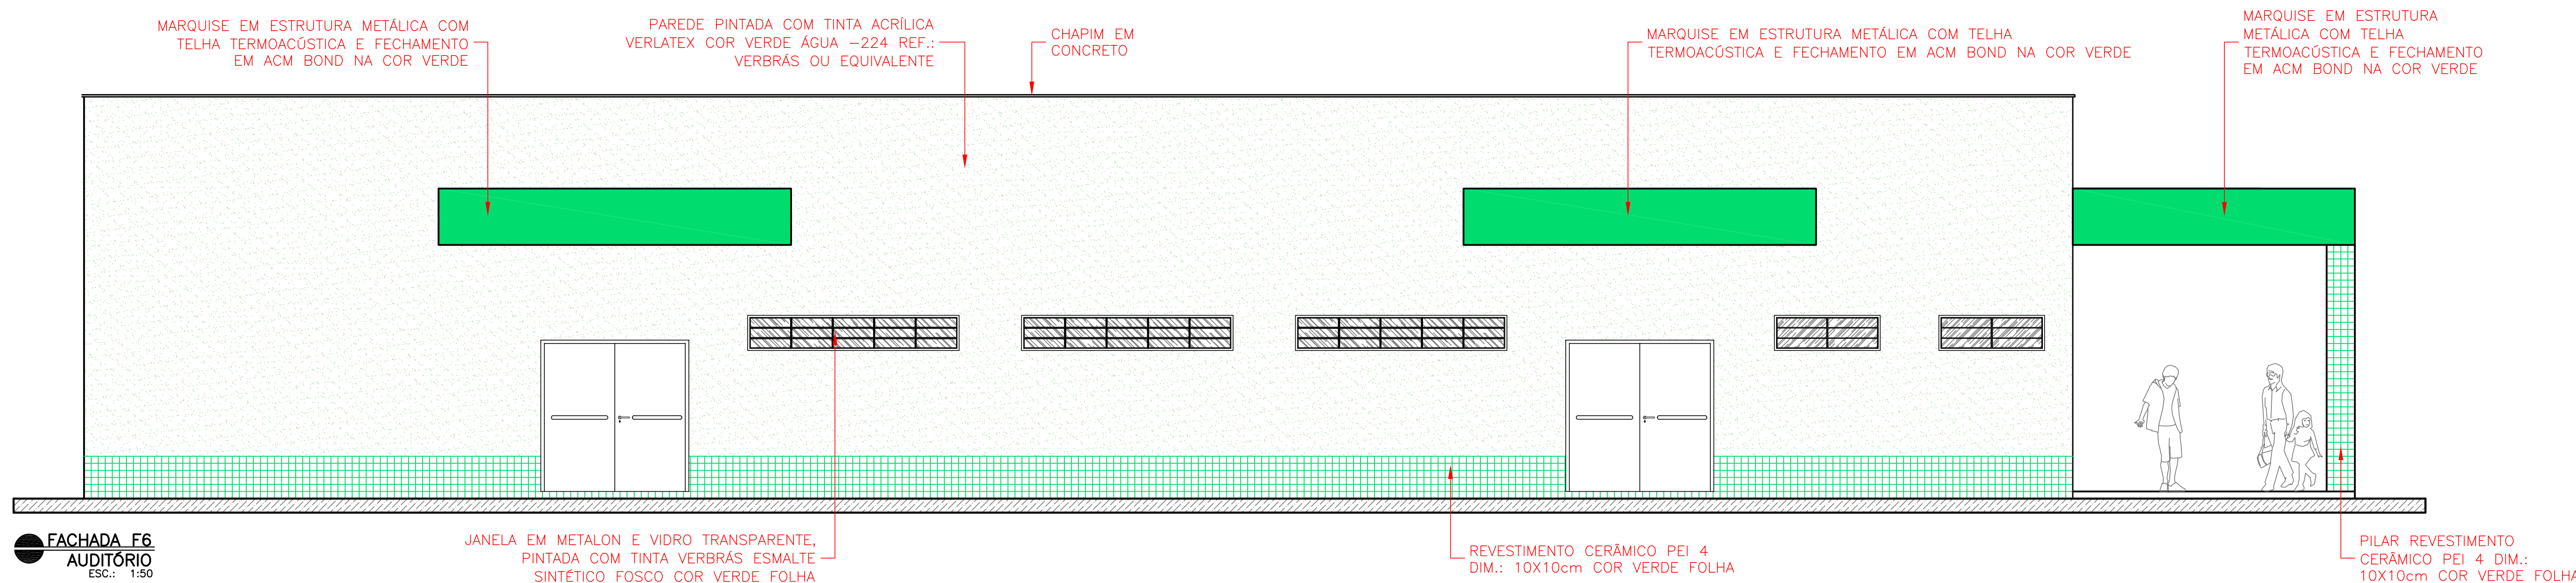 MARQUISE EM ESTRUTURA METÁLICA COM
TELHA TERMOACÚSTICA E FECHAMENTO
EM ACM BOND NA COR VERDE
PAREDE PINTADA COM TINTA ACRÍLICA
VERLATEX COR VERDE ÁGUA -224 REF.:
VERBRÁS OU EQUIVALENTE
CHAPIM EM
CONCRETO
MARQUISE EM ESTRUTURA METÁLICA COM TELHA
TERMOACÚSTICA E FECHAMENTO EM ACM BOND NA COR VERDE
MARQUISE EM ESTRUTURA
METÁLICA COM TELHA
TERMOACÚSTICA E FECHAMENTO
EM ACM BOND NA COR VERDE
FACHADA F6
AUDITÓRIO
ESC.: 1:50
JANELA EM METALON E VIDRO TRANSPARENTE,
PINTADA COM TINTA VERBRÁS ESMALTE
SINTÉTICO FOSCO COR VERDE FOLHA
REVESTIMENTO CERÂMICO PEI 4
DIM.: 10X10cm COR VERDE FOLHA
PILAR REVESTIMENTO
CERÂMICO PEI 4 DIM.:
10X10cm COR VERDE FOLHA